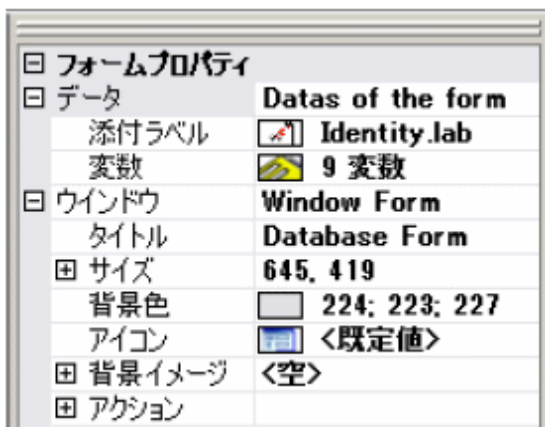 フォームプロパティ
データ Datas of the form
添付ラベル Identity.lab
変数 9 変数
ウインドウ Window Form
タイトル Database Form
サイズ 645, 419
背景色 224; 223; 227
アイコン <既定値>
背景イメージ <空>
アクション